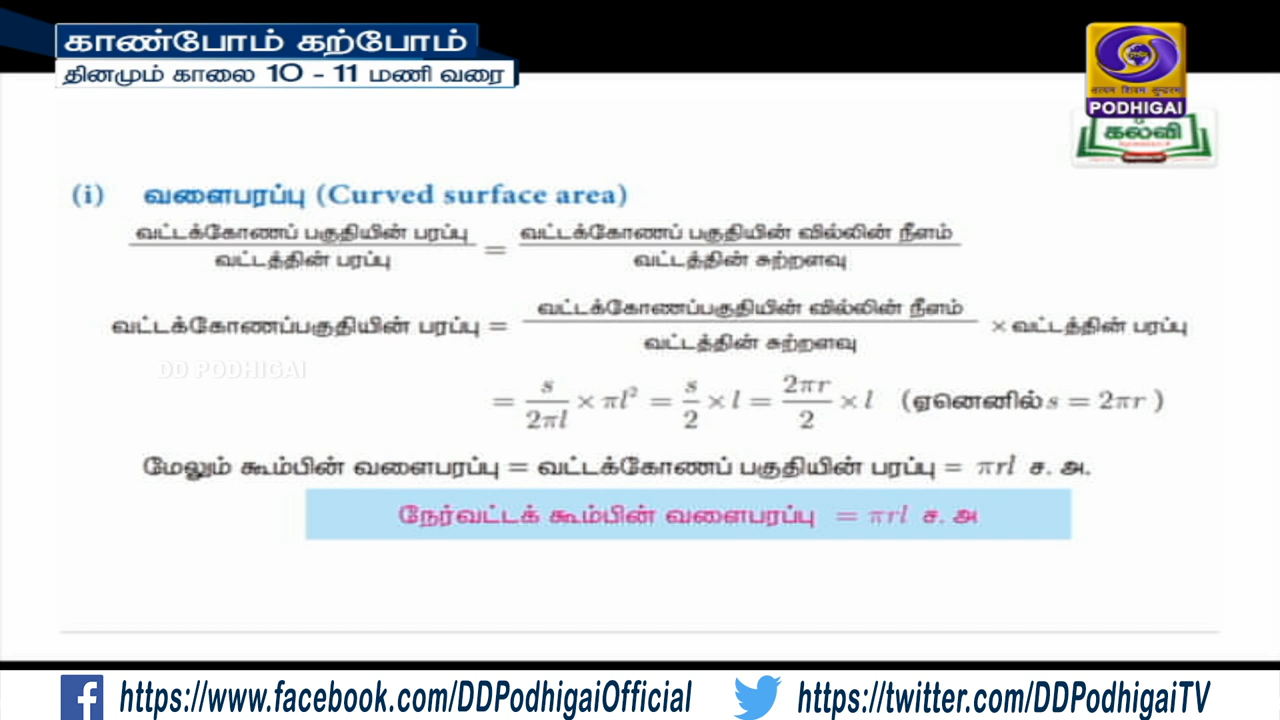 காண்போம் கற்போம்
தினமும் காலை 10 - 11 மணி வரை
PODHIGAI
கல்வி
(i) வளைபரப்பு (Curved surface area)
வட்டக்கோணப் பகுதியின் பரப்பு / வட்டத்தின் பரப்பு = வட்டக்கோணப் பகுதியின் வில்லின் நீளம் / வட்டத்தின் சுற்றளவு
வட்டக்கோணப்பகுதியின் பரப்பு = வட்டக்கோணப்பகுதியின் வில்லின் நீளம் / வட்டத்தின் சுற்றளவு × வட்டத்தின் பரப்பு
DD PODHIGAI
= s / 2πl × πl² = s / 2 × l = 2πr / 2 × l (ஏனெனில் s = 2πr )
மேலும் கூம்பின் வளைபரப்பு = வட்டக்கோணப் பகுதியின் பரப்பு = πrl ச. அ.
நேர்வட்டக் கூம்பின் வளைபரப்பு = πrl ச. அ
https://www.facebook.com/DDPodhigaiOfficial
https://twitter.com/DDPodhigaiTV